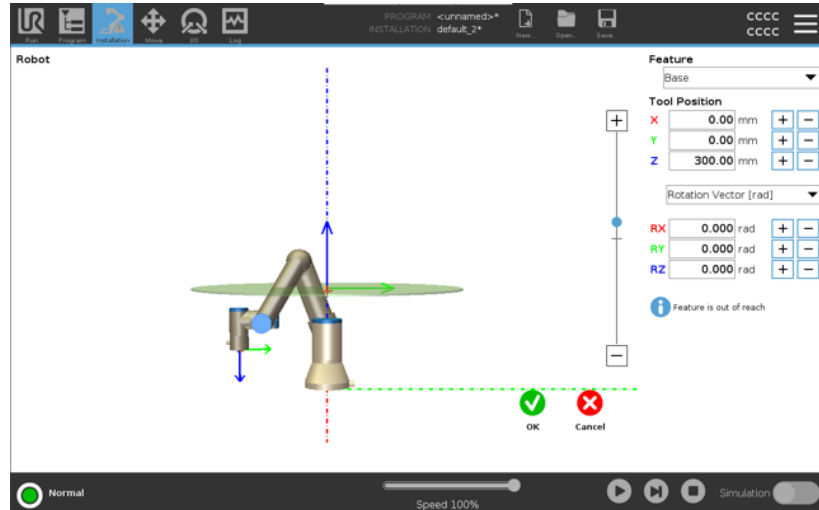 UR
PROGRAM <unnamed>*
INSTALLATION default_2*
Run Program Installation Move I/O Log
New... Open... Save...
cccc
cccc
Robot
Feature
Base
Tool Position
X 0.00 mm + −
Y 0.00 mm + −
Z 300.00 mm + −
Rotation Vector [rad]
RX 0.000 rad + −
RY 0.000 rad + −
RZ 0.000 rad + −
i Feature is out of reach
OK Cancel
Normal
Speed 100%
Simulation